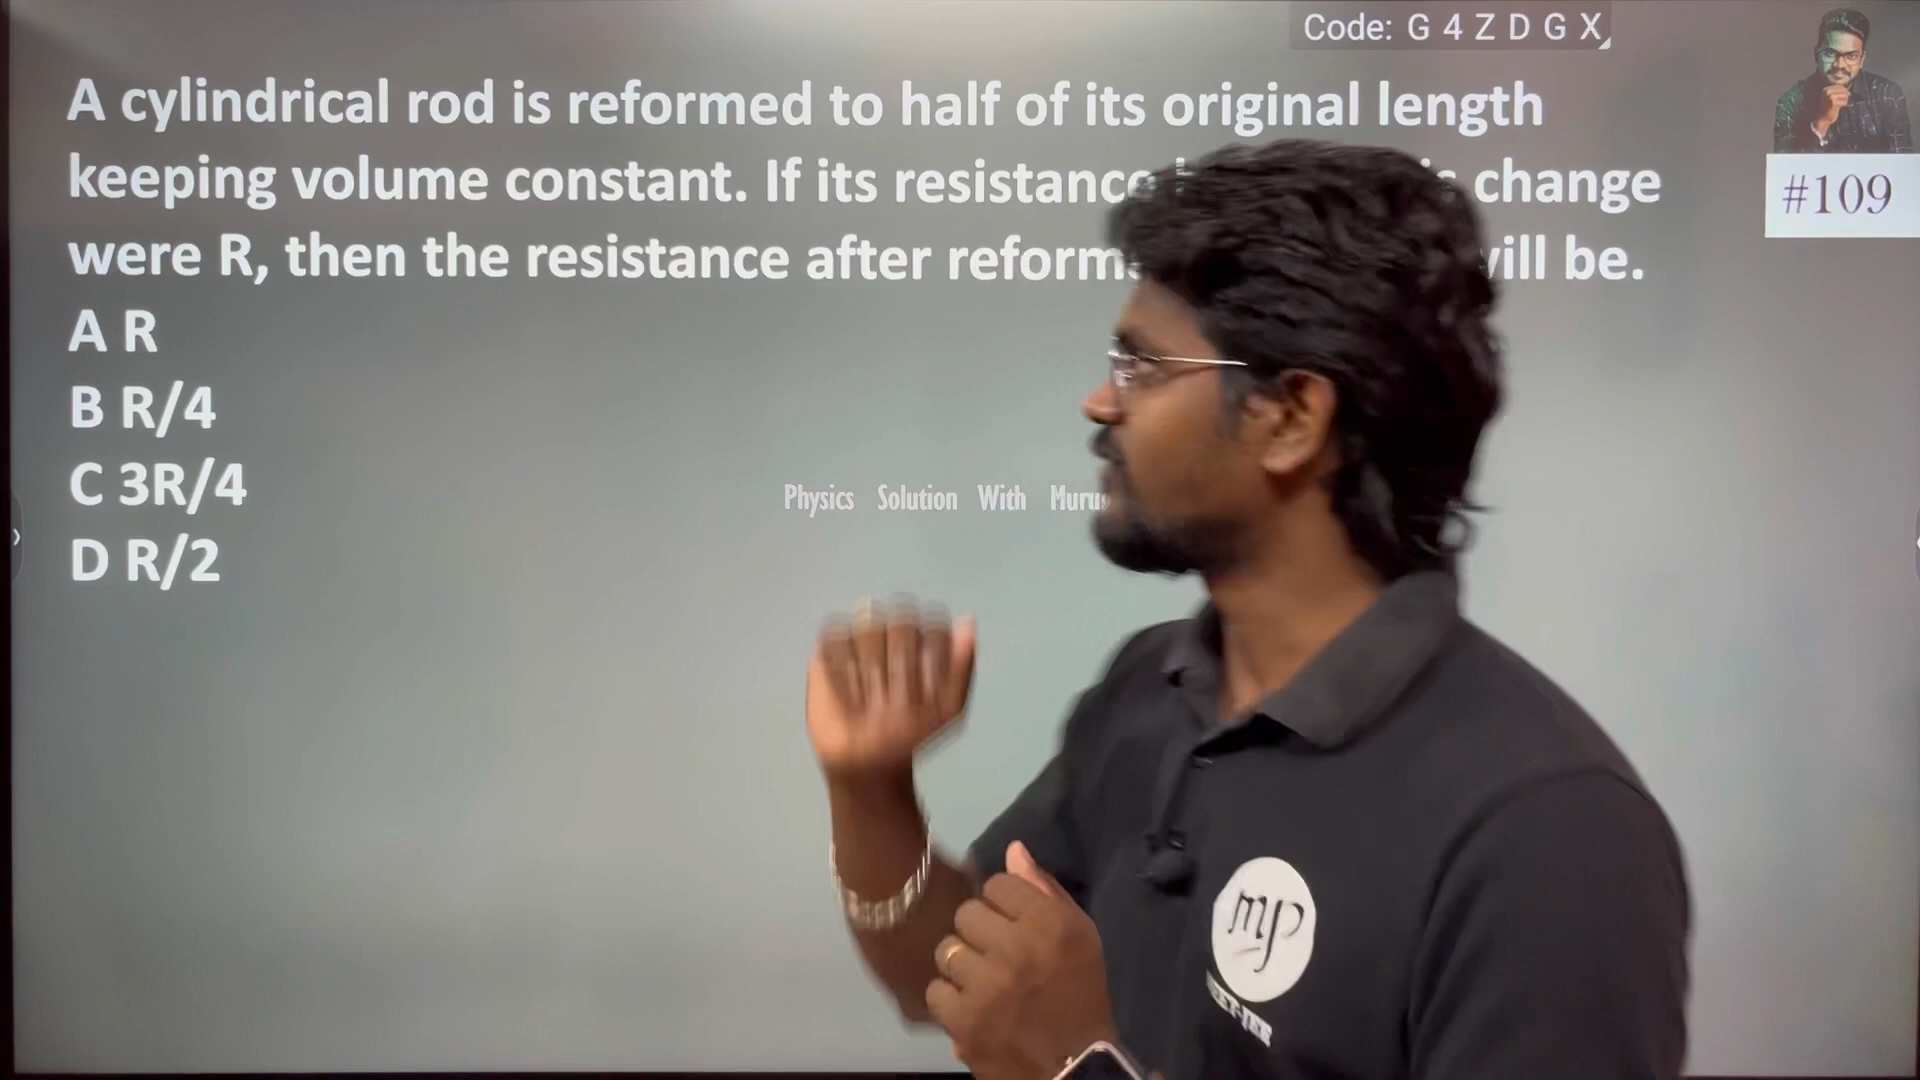 Code: G 4 Z D G X
A cylindrical rod is reformed to half of its original length
keeping volume constant. If its resistance change
were R, then the resistance after will be.
A R
B R/4
C 3R/4
D R/2
#109
Physics Solution With
mp